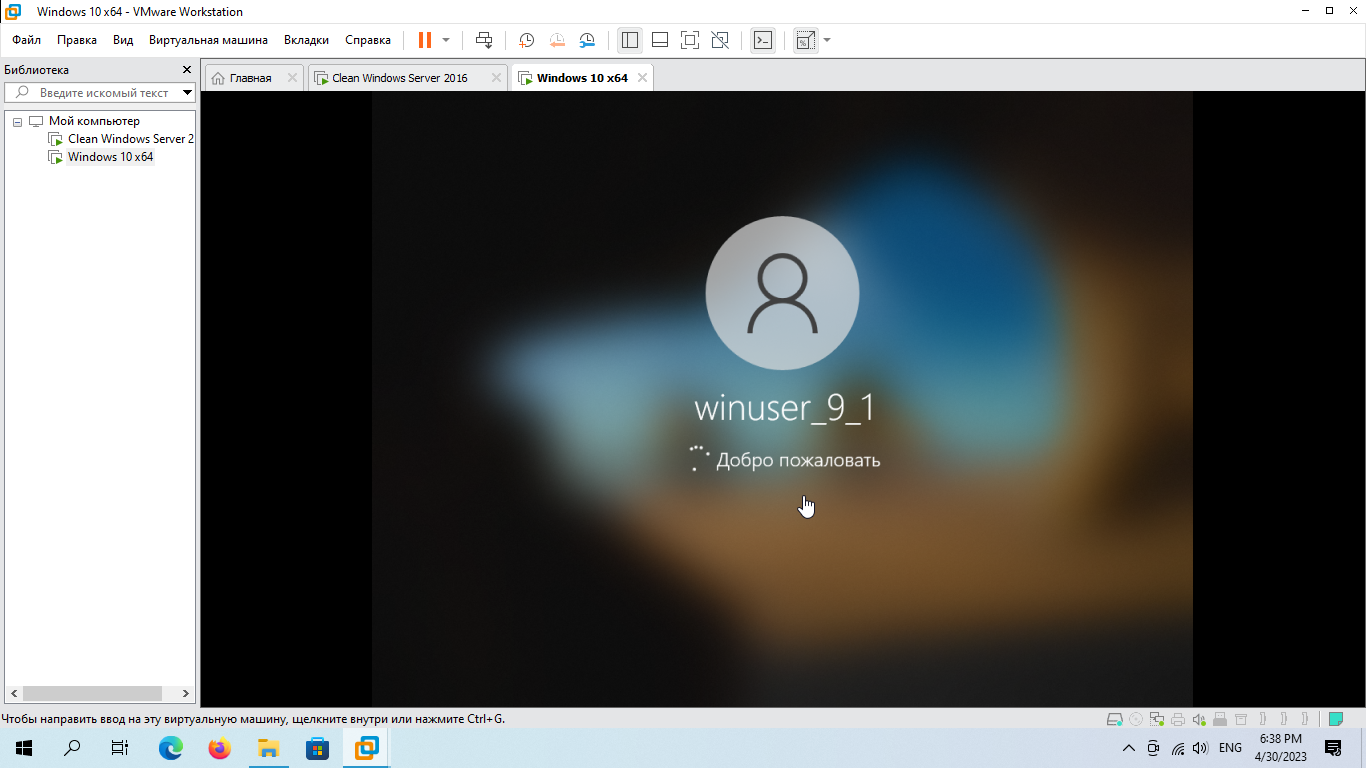 Windows 10 x64 - VMware Workstation
Файл Правка Вид Виртуальная машина Вкладки Справка
Библиотека
Введите искомый текст
Мой компьютер
Clean Windows Server 2
Windows 10 x64
Главная
Clean Windows Server 2016
Windows 10 x64
winuser_9_1
Добро пожаловать
Чтобы направить ввод на эту виртуальную машину, щелкните внутри или нажмите Ctrl+G.
ENG
6:38 PM
4/30/2023